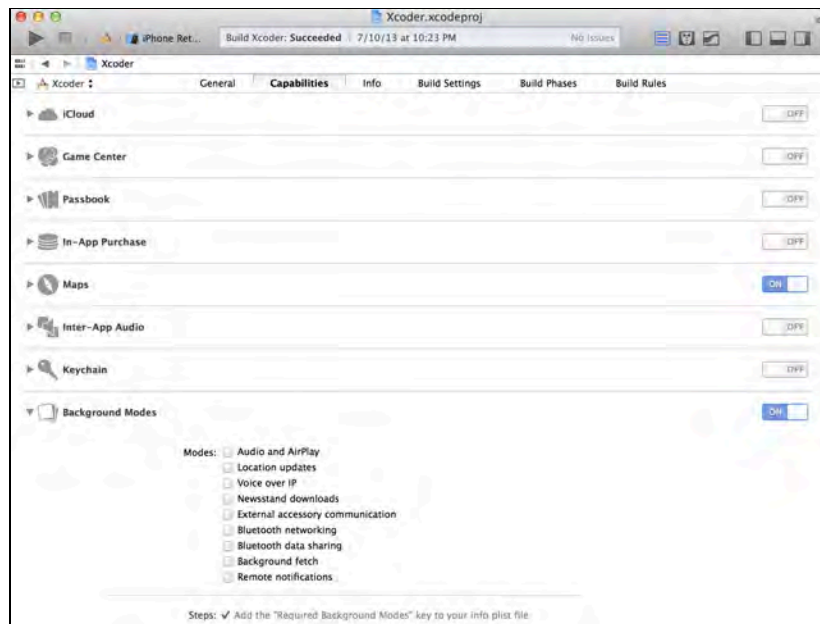 Xcoder.xcodeproj
iPhone Ret... Build Xcoder: Succeeded 7/10/13 at 10:23 PM No Issues
Xcoder
Xcoder General Capabilities Info Build Settings Build Phases Build Rules
iCloud OFF
Game Center OFF
Passbook OFF
In-App Purchase OFF
Maps ON
Inter-App Audio OFF
Keychain OFF
Background Modes ON
Modes: Audio and AirPlay
Location updates
Voice over IP
Newsstand downloads
External accessory communication
Bluetooth networking
Bluetooth data sharing
Background fetch
Remote notifications
Steps: ✓ Add the "Required Background Modes" key to your info plist file